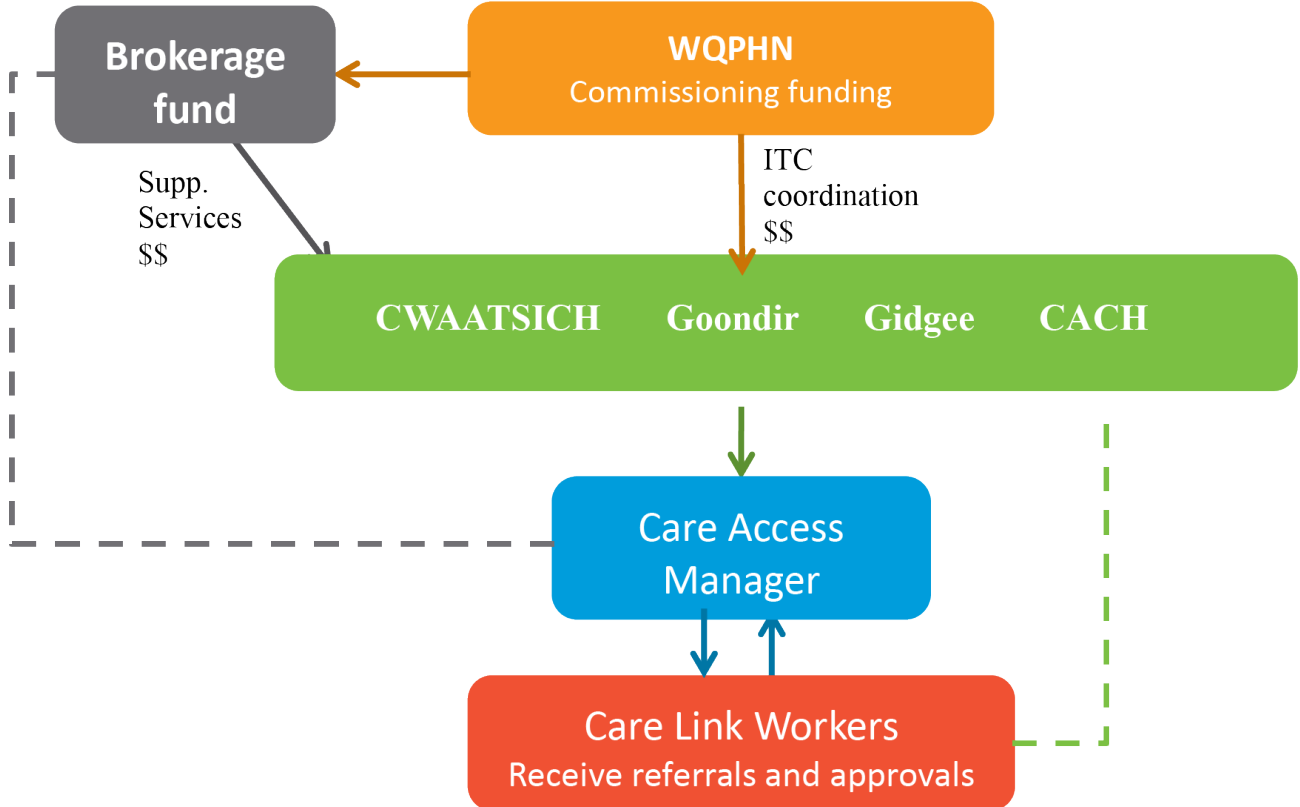 Brokerage
fund
WQPHN
Commissioning funding
Supp.
Services
$$
ITC
coordination
$$
CWAATSICH Goondir Gidgee CACH
Care Access
Manager
Care Link Workers
Receive referrals and approvals